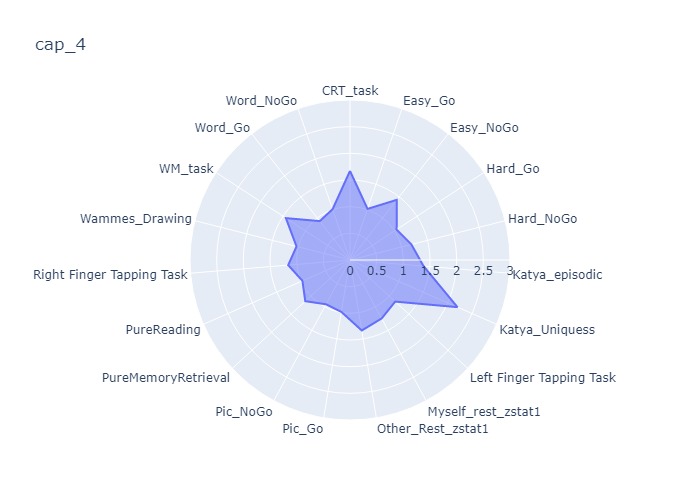 cap_4
CRT_task
Easy_Go
Easy_NoGo
Hard_Go
Hard_NoGo
Katya_episodic
Katya_Uniquess
Left Finger Tapping Task
Myself_rest_zstat1
Other_Rest_zstat1
Pic_Go
Pic_NoGo
PureMemoryRetrieval
PureReading
Right Finger Tapping Task
Wammes_Drawing
WM_task
Word_Go
Word_NoGo
0 0.5 1 1.5 2 2.5 3